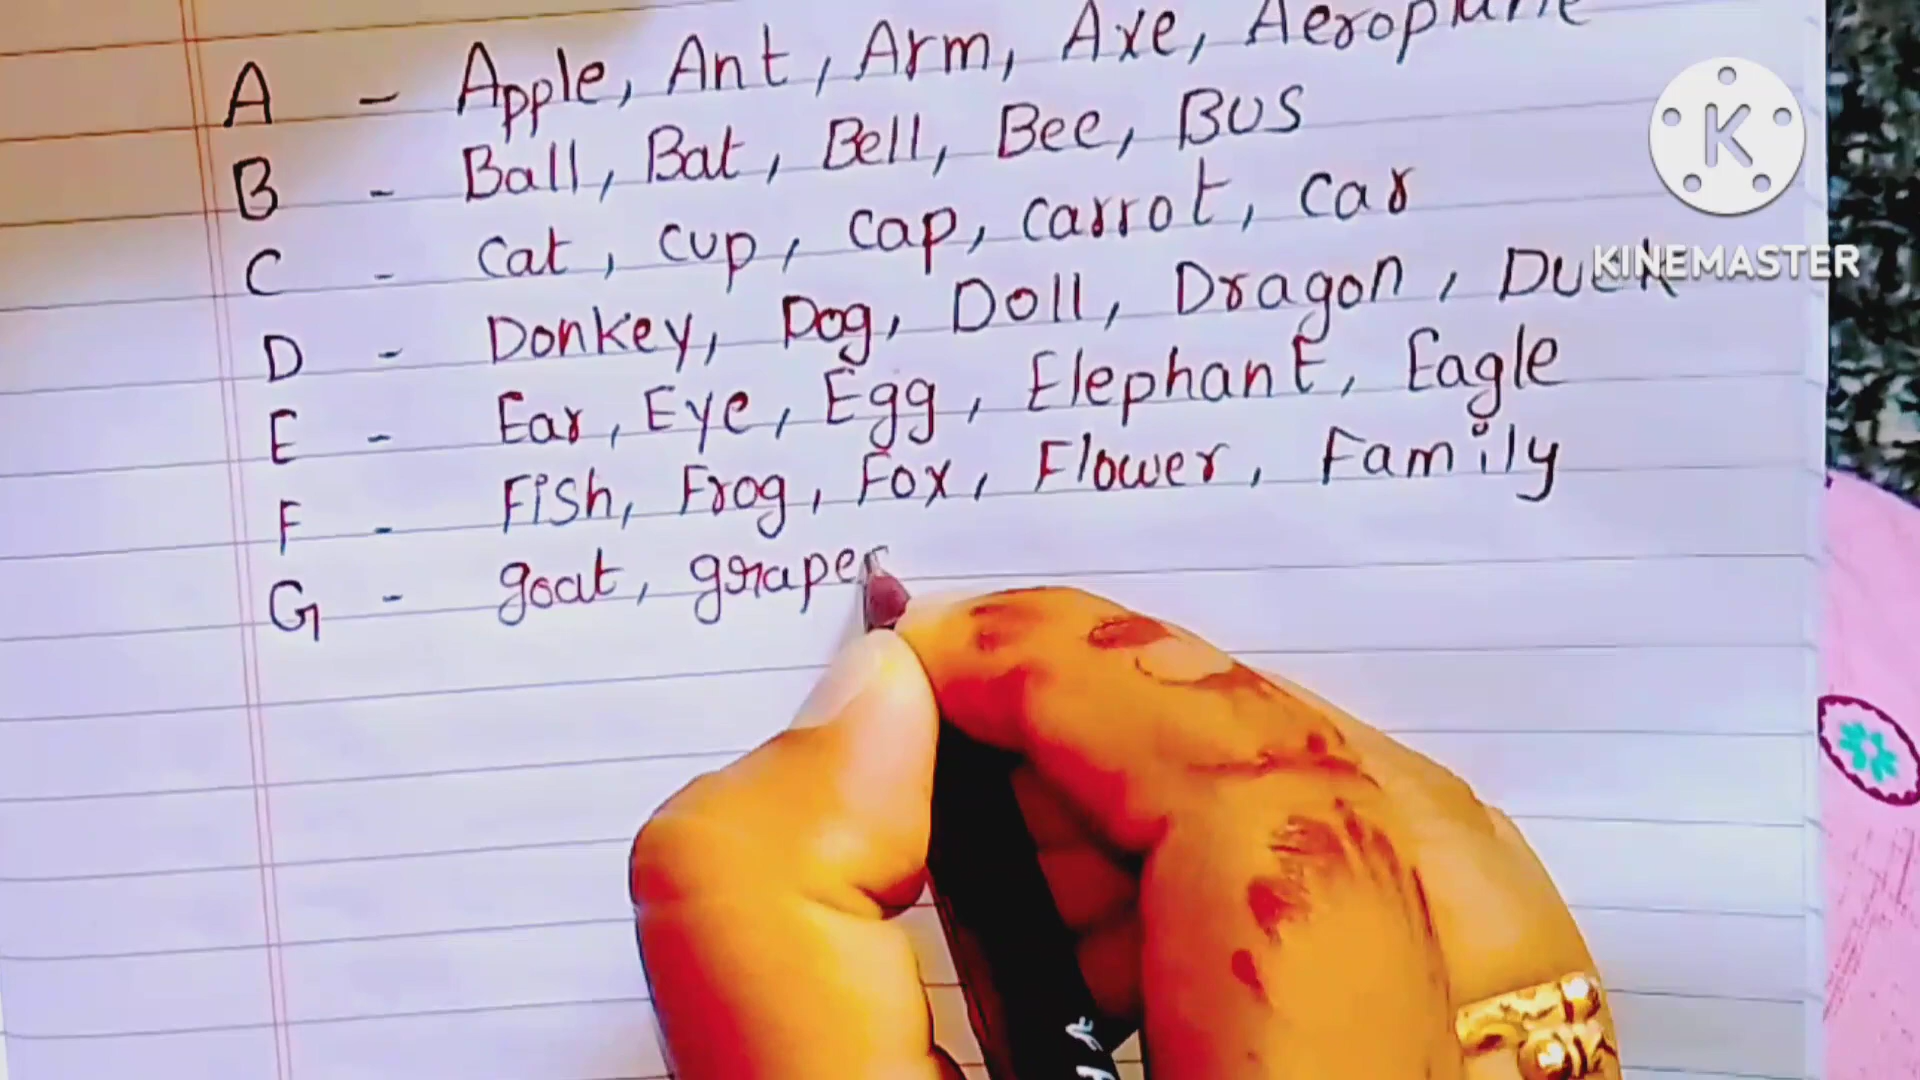 A - Apple, Ant, Arm, Axe, Aeroplane
B - Ball, Bat, Bell, Bee, BUS
C - cat, cup, cap, carrot, car
D - Donkey, Dog, Doll, Dragon, Duck
E - Ear, Eye, Egg, Elephant, Eagle
F - Fish, Frog, Fox, Flower, Family
G - goat, grapes
K
KINEMASTER